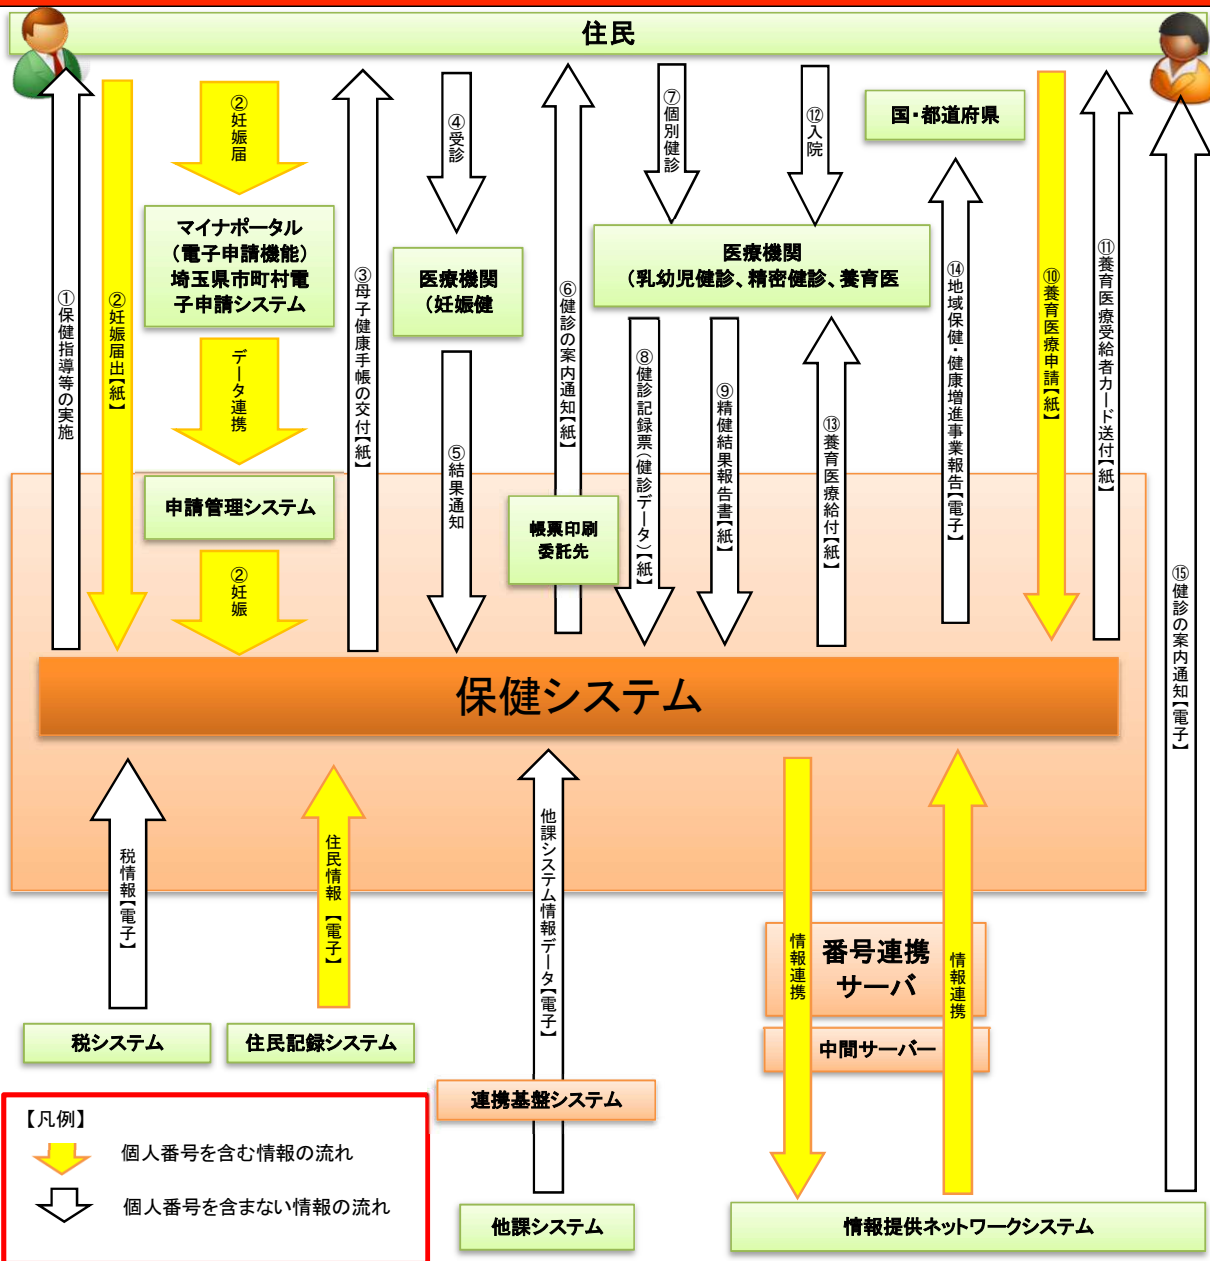 住民
①保健指導等の実施
②妊娠届出【紙】
②妊娠届
マイナポータル
（電子申請機能）
埼玉県市町村電
子申請システム
データ連携
申請管理システム
②妊娠
③母子健康手帳の交付【紙】
④受診
医療機関
（妊娠健
⑤結果通知
⑥健診の案内通知【紙】
帳票印刷
委託先
⑦個別健診
⑫入院
医療機関
（乳幼児健診、精密健診、養育医
⑧健診記録票（健診データ）【紙】
⑨精健結果報告書【紙】
⑬養育医療給付【紙】
国・都道府県
⑭地域保健・健康増進事業報告【電子】
⑩養育医療申請【紙】
⑪養育医療受給者カード送付【紙】
⑮健診の案内通知【電子】
保健システム
税情報【電子】
住民情報【電子】
他課システム情報データ【電子】
情報連携
番号連携
サーバ
情報連携
中間サーバー
税システム
住民記録システム
連携基盤システム
他課システム
情報提供ネットワークシステム
【凡例】
個人番号を含む情報の流れ
個人番号を含まない情報の流れ